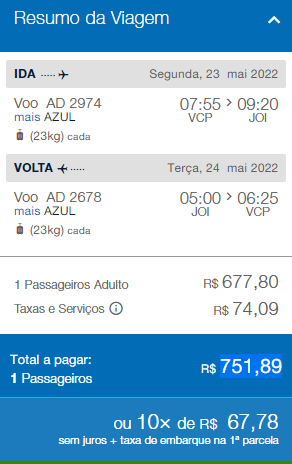 Resumo da Viagem
IDA ..... Segunda, 23 mai 2022
Voo AD 2974 07:55 > 09:20
mais AZUL VCP JOI
(23kg) cada
VOLTA ..... Terça, 24 mai 2022
Voo AD 2678 05:00 > 06:25
mais AZUL JOI VCP
(23kg) cada
1 Passageiros Adulto R$ 677,80
Taxas e Serviços R$ 74,09
Total a pagar:
1 Passageiros R$ 751,89
ou 10x de R$ 67,78
sem juros + taxa de embarque na 1ª parcela